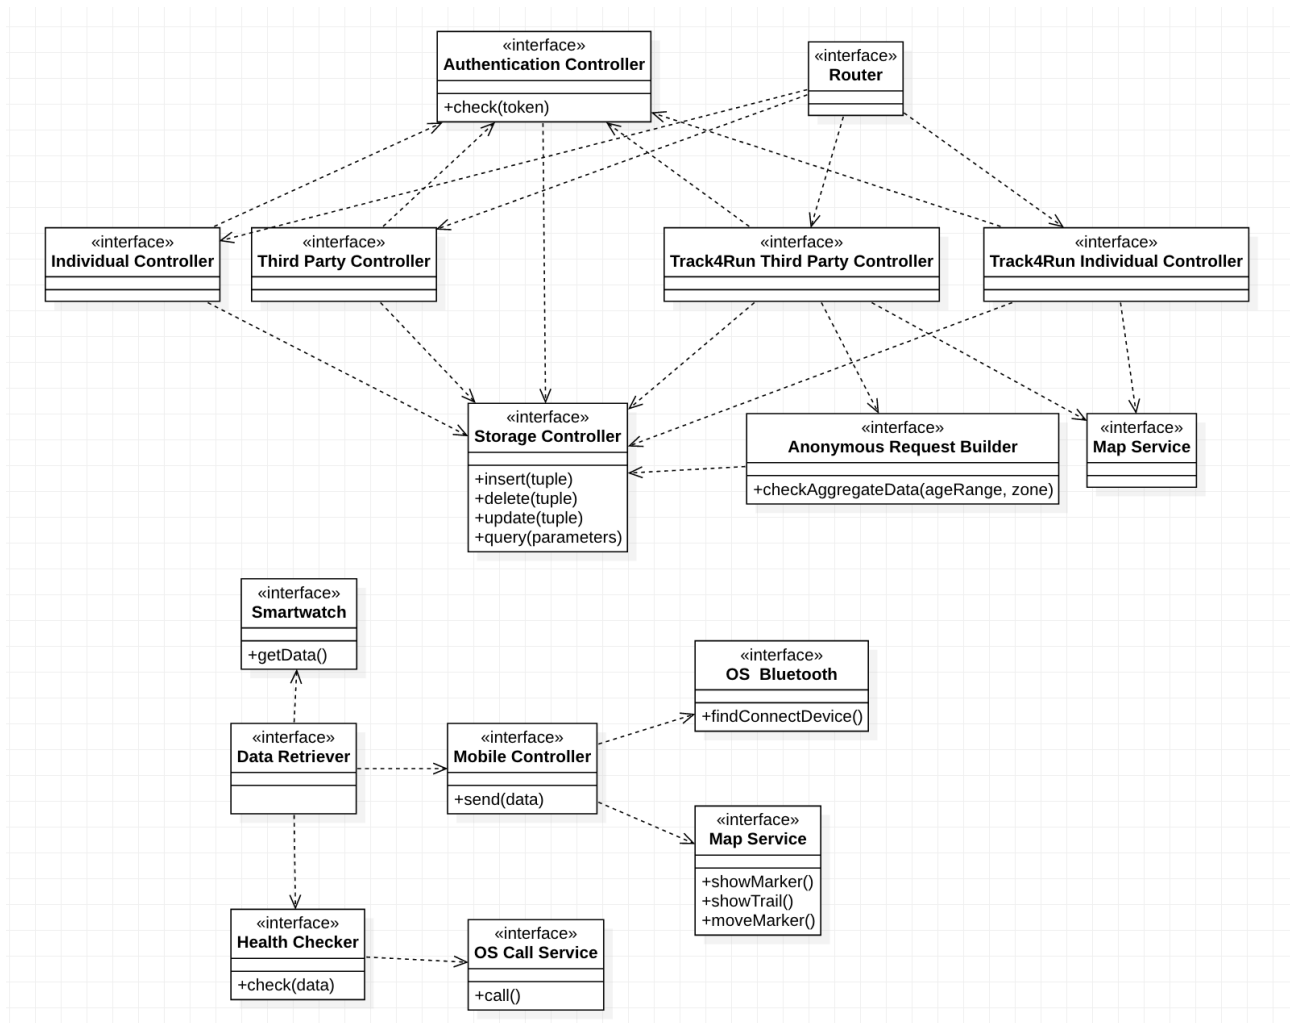 «interface»
Authentication Controller
+check(token)
«interface»
Router
«interface»
Individual Controller
«interface»
Third Party Controller
«interface»
Track4Run Third Party Controller
«interface»
Track4Run Individual Controller
«interface»
Storage Controller
+insert(tuple)
+delete(tuple)
+update(tuple)
+query(parameters)
«interface»
Anonymous Request Builder
+checkAggregateData(ageRange, zone)
«interface»
Map Service
«interface»
Smartwatch
+getData()
«interface»
OS  Bluetooth
+findConnectDevice()
«interface»
Data Retriever
«interface»
Mobile Controller
+send(data)
«interface»
Map Service
+showMarker()
+showTrail()
+moveMarker()
«interface»
Health Checker
+check(data)
«interface»
OS Call Service
+call()